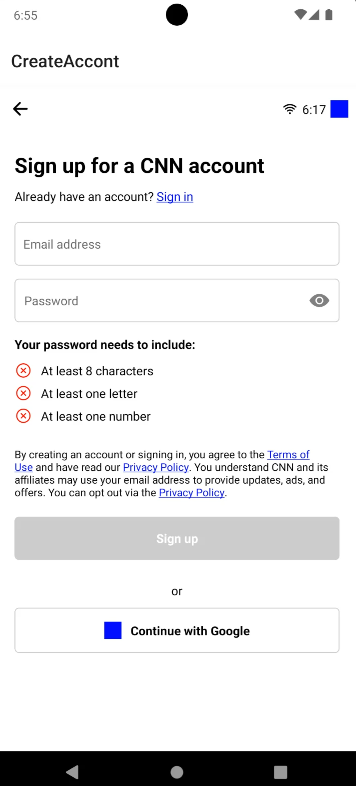 6:55
CreateAccont
6:17
Sign up for a CNN account
Already have an account? Sign in
Email address
Password
Your password needs to include:
At least 8 characters
At least one letter
At least one number
By creating an account or signing in, you agree to the Terms of
Use and have read our Privacy Policy. You understand CNN and its
affiliates may use your email address to provide updates, ads, and
offers. You can opt out via the Privacy Policy.
Sign up
or
Continue with Google